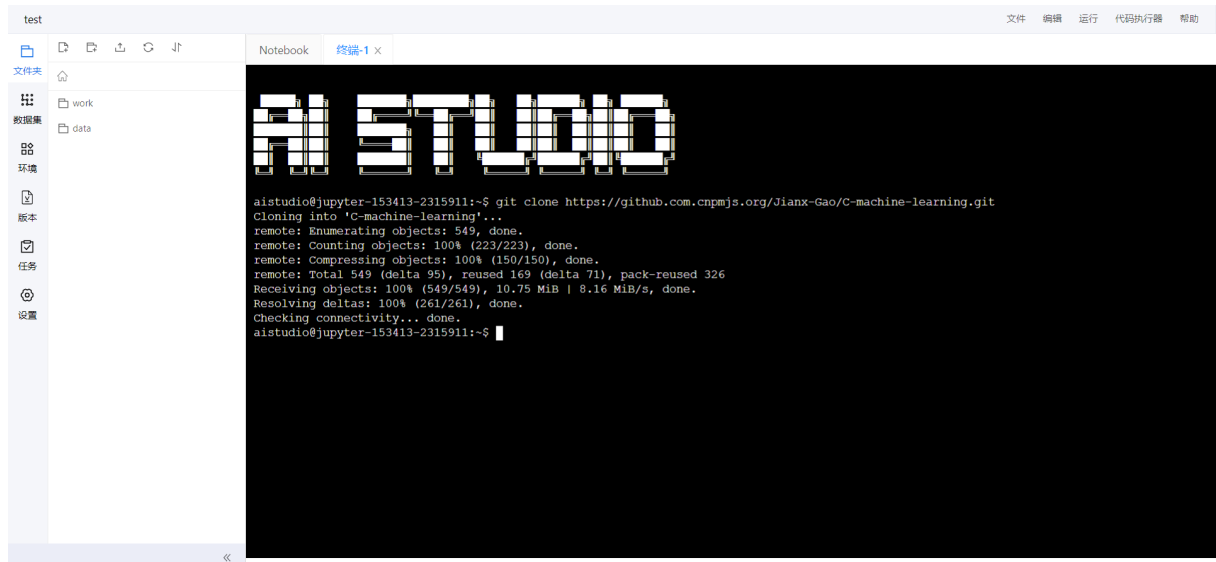 test
文件 编辑 运行 代码执行器 帮助
文件夹
数据集
环境
版本
任务
设置
work
data
Notebook 终端-1 ×
AI STUDIO
aistudio@jupyter-153413-2315911:~$ git clone https://github.com.cnpmjs.org/Jianx-Gao/C-machine-learning.git
Cloning into 'C-machine-learning'...
remote: Enumerating objects: 549, done.
remote: Counting objects: 100% (223/223), done.
remote: Compressing objects: 100% (150/150), done.
remote: Total 549 (delta 95), reused 169 (delta 71), pack-reused 326
Receiving objects: 100% (549/549), 10.75 MiB | 8.16 MiB/s, done.
Resolving deltas: 100% (261/261), done.
Checking connectivity... done.
aistudio@jupyter-153413-2315911:~$